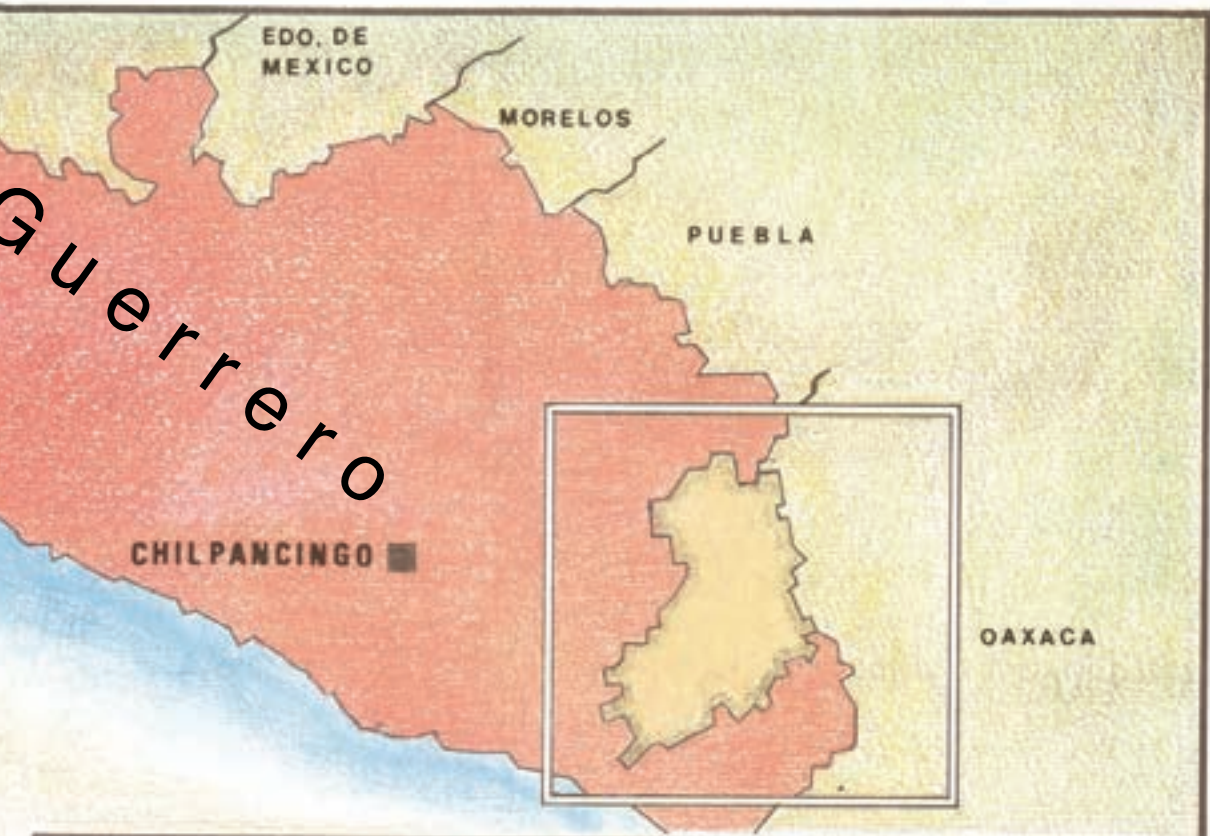 EDO. DE
MEXICO
MORELOS
PUEBLA
Guerrero
CHILPANCINGO
OAXACA